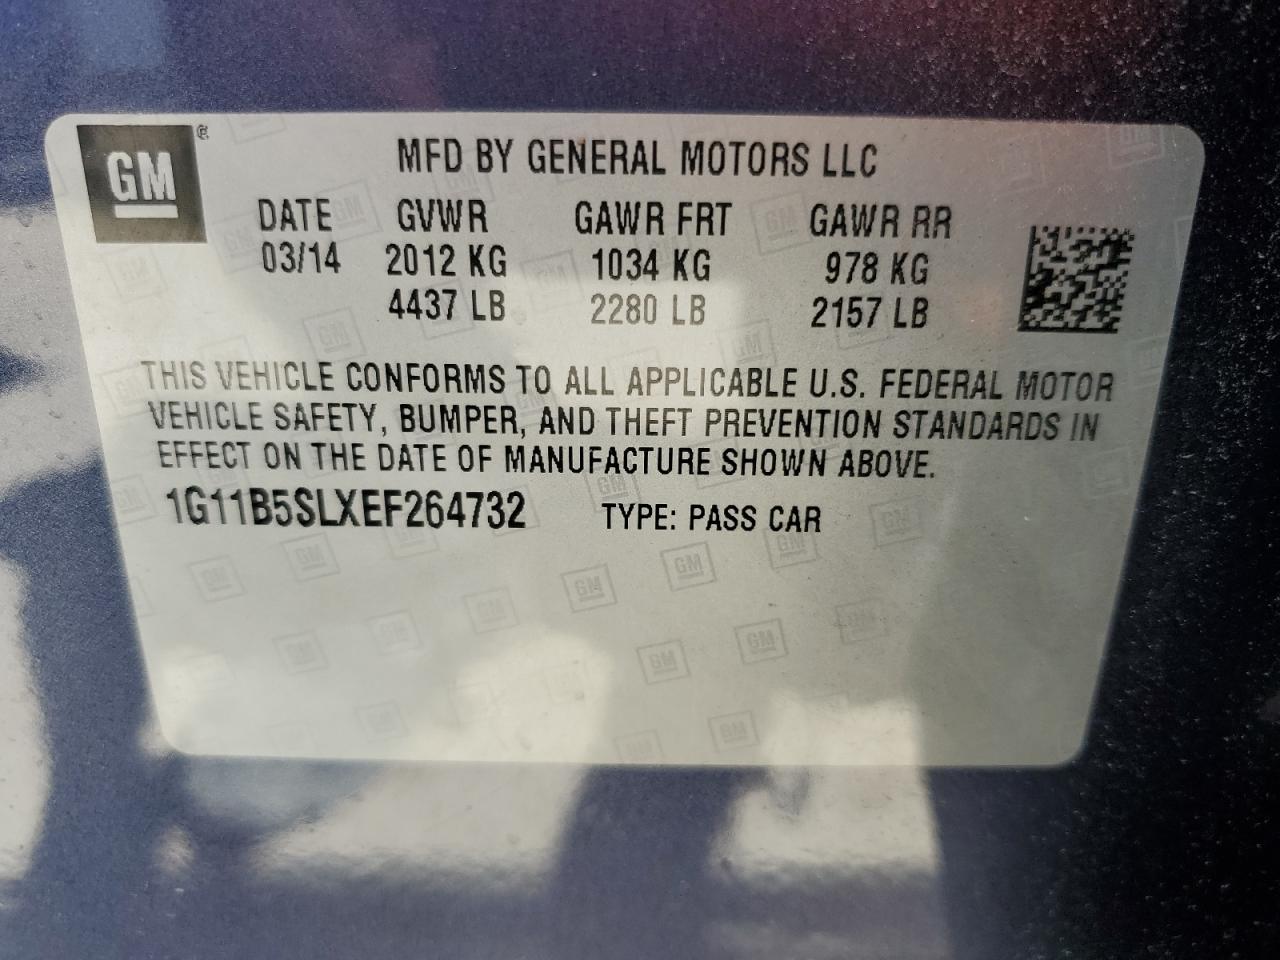 GM ®
MFD BY GENERAL MOTORS LLC
DATE GVWR GAWR FRT GAWR RR
03/14 2012 KG 1034 KG 978 KG
4437 LB 2280 LB 2157 LB
THIS VEHICLE CONFORMS TO ALL APPLICABLE U.S. FEDERAL MOTOR
VEHICLE SAFETY, BUMPER, AND THEFT PREVENTION STANDARDS IN
EFFECT ON THE DATE OF MANUFACTURE SHOWN ABOVE.
1G11B5SLXEF264732 TYPE: PASS CAR